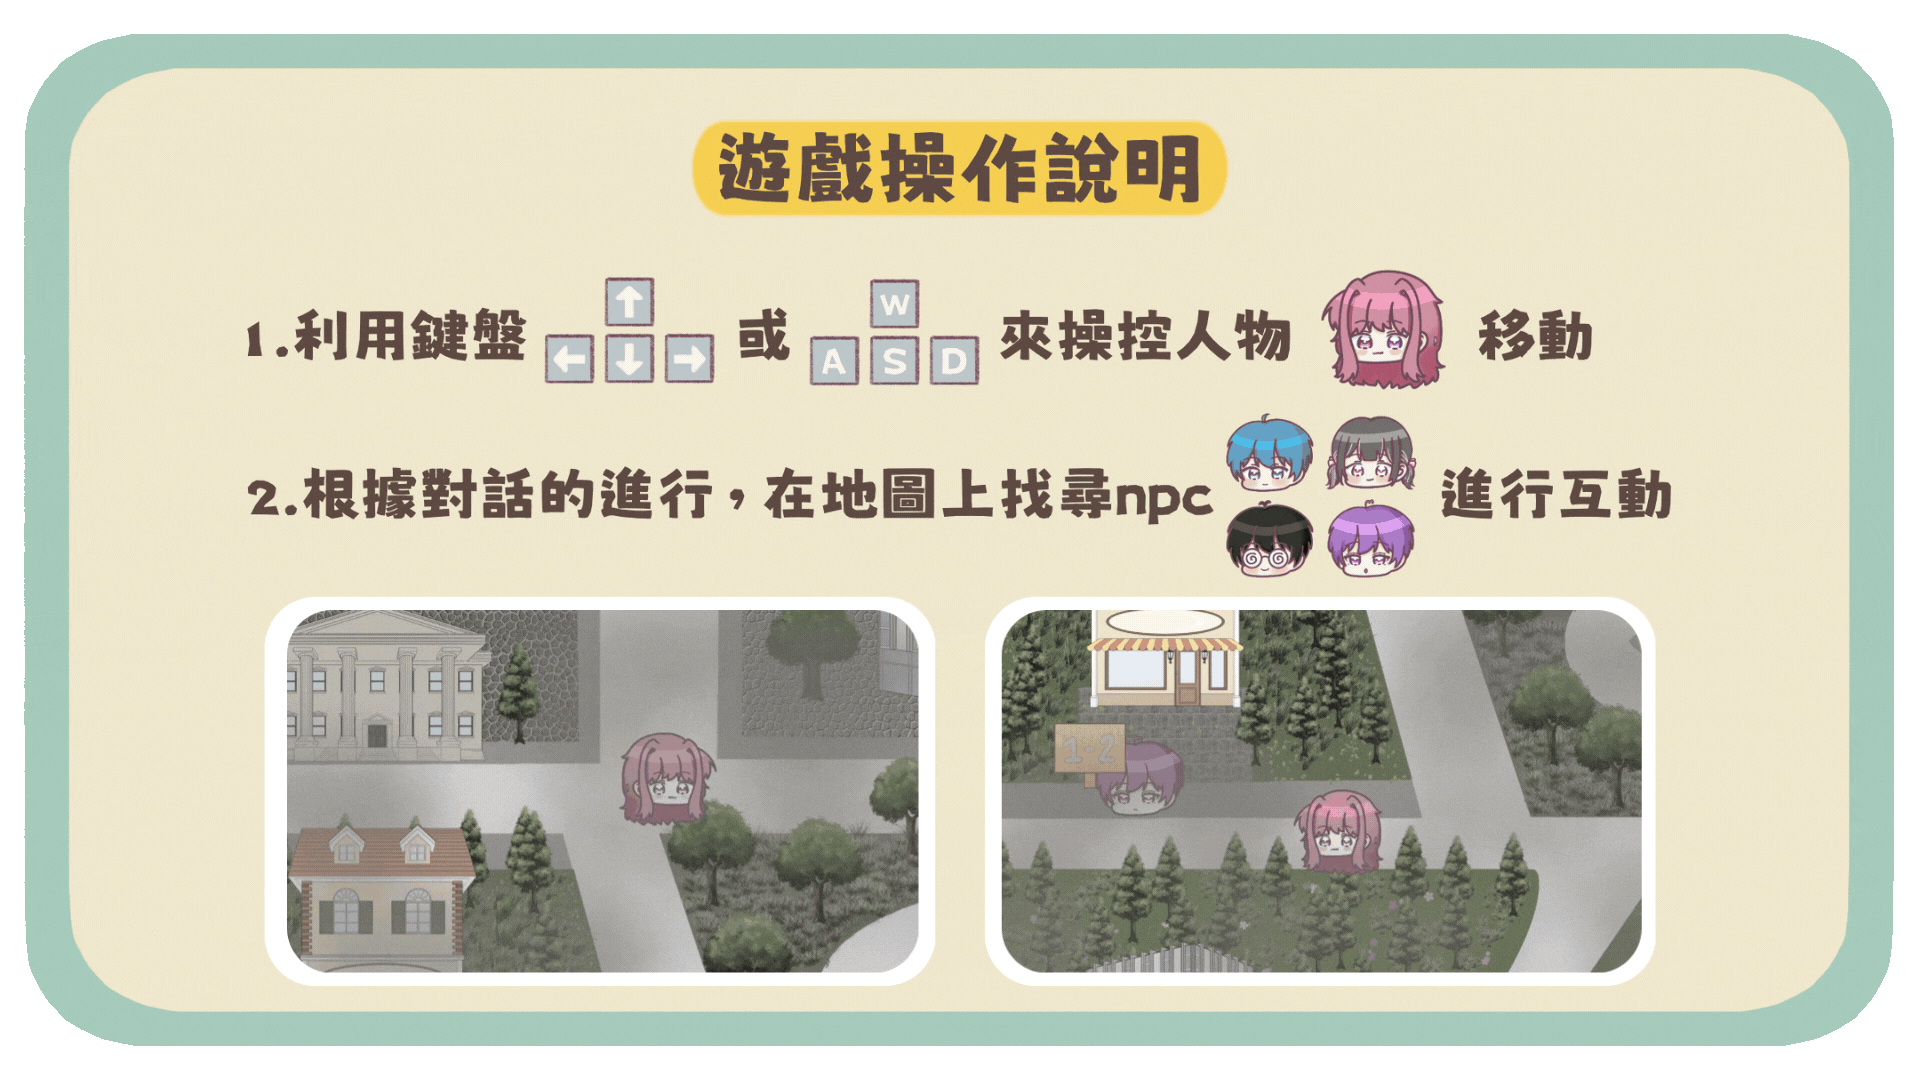 遊戲操作說明
1.利用鍵盤 ↑ ← ↓ → 或 W A S D 來操控人物 移動
2.根據對話的進行，在地圖上找尋npc 進行互動
1-2